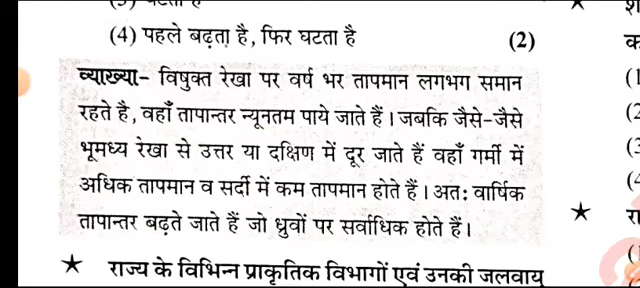 (4) पहले बढ़ता है, फिर घटता है (2)
व्याख्या– विषुक्त रेखा पर वर्ष भर तापमान लगभग समान
रहते है, वहाँ तापान्तर न्यूनतम पाये जाते हैं। जबकि जैसे-जैसे
भूमध्य रेखा से उत्तर या दक्षिण में दूर जाते हैं वहाँ गर्मी में
अधिक तापमान व सर्दी में कम तापमान होते हैं। अतः वार्षिक
तापान्तर बढ़ते जाते हैं जो ध्रुवों पर सर्वाधिक होते हैं।
★ राज्य के विभिन्न प्राकृतिक विभागों एवं उनकी जलवायु